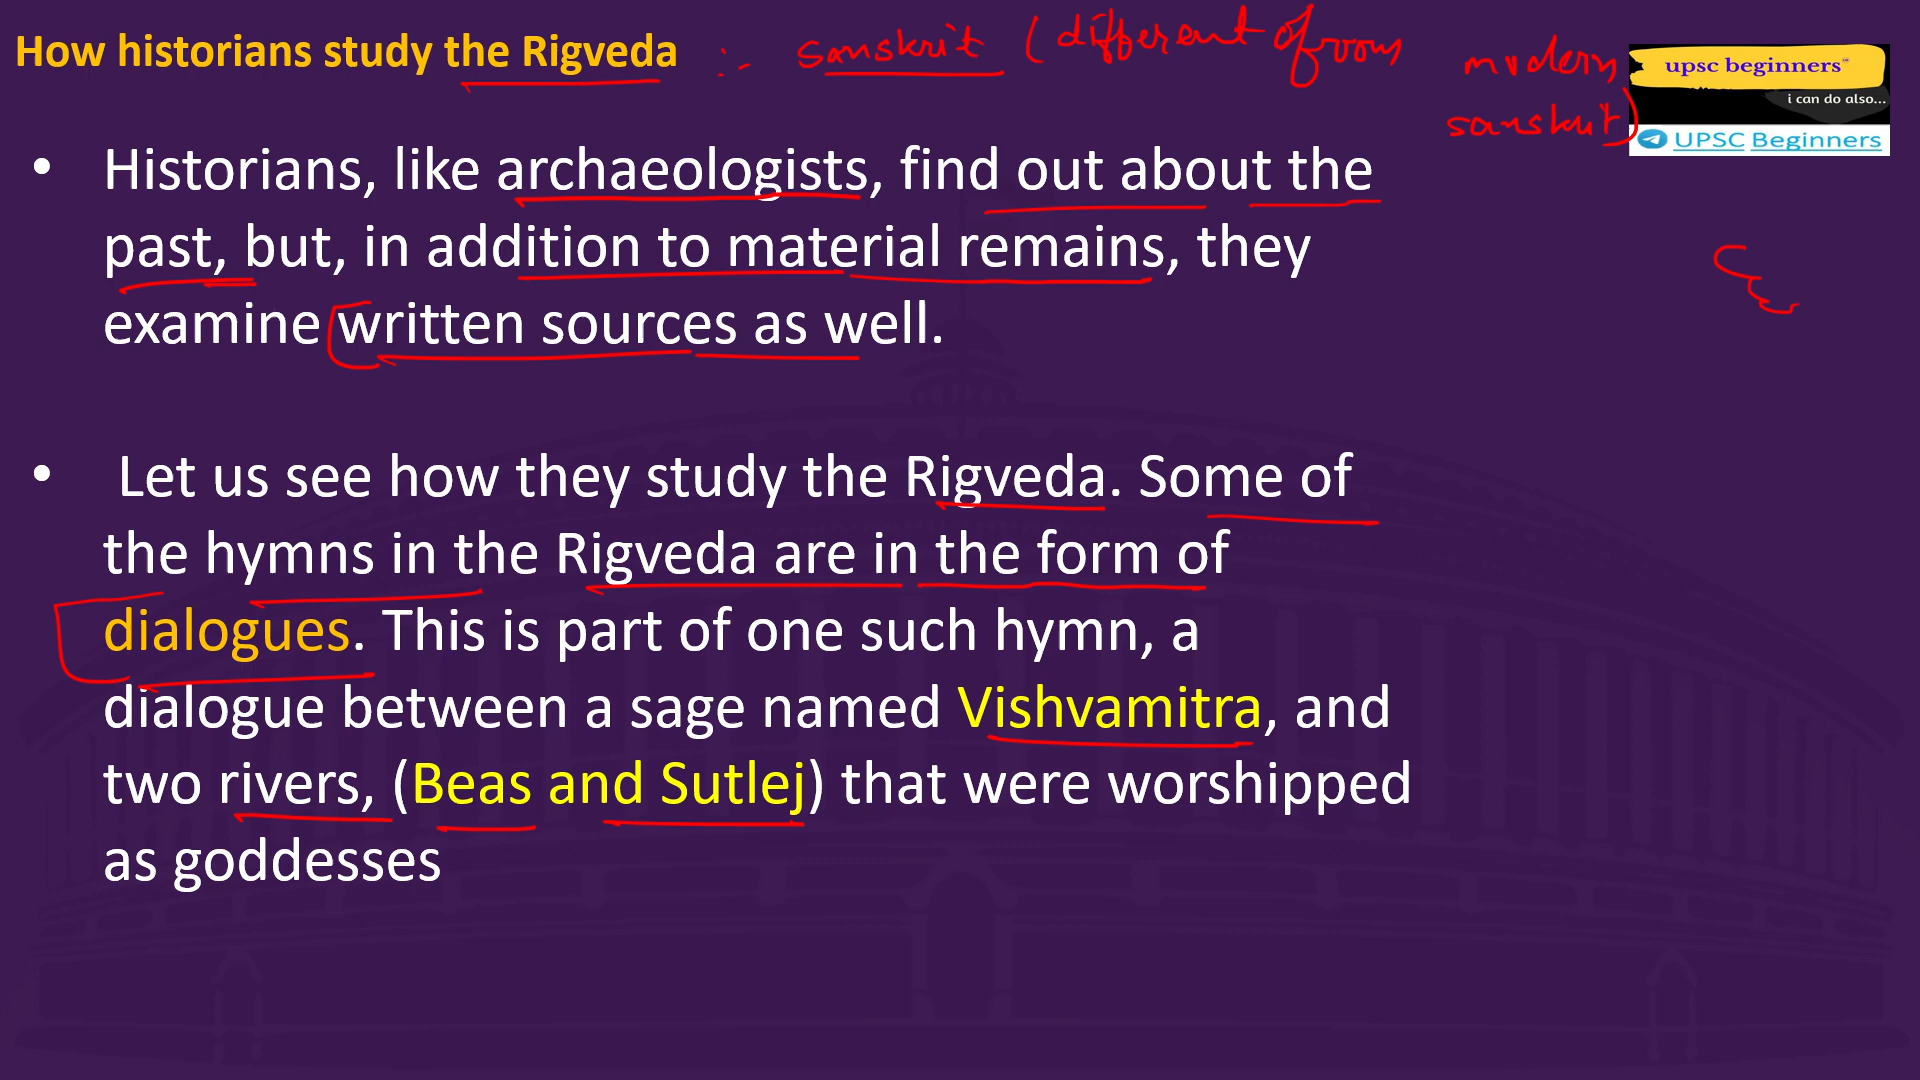 How historians study the Rigveda :- sanskrit (different from modern sanskrit)
upsc beginners
i can do also...
UPSC Beginners
• Historians, like archaeologists, find out about the
past, but, in addition to material remains, they
examine written sources as well.
• Let us see how they study the Rigveda. Some of
the hymns in the Rigveda are in the form of
dialogues. This is part of one such hymn, a
dialogue between a sage named Vishvamitra, and
two rivers, (Beas and Sutlej) that were worshipped
as goddesses